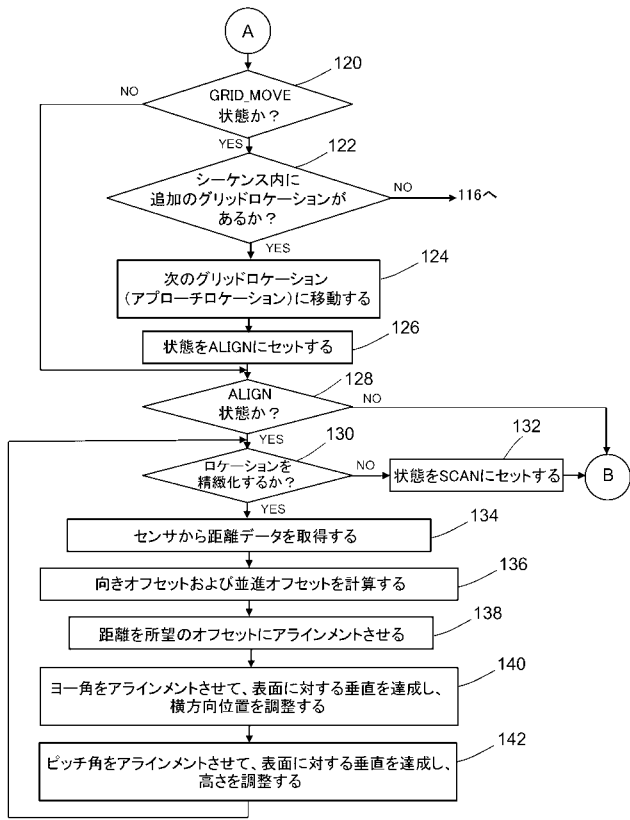 A
120
GRID_MOVE
状態か？
NO
YES
122
シーケンス内に
追加のグリッドロケーションが
あるか？
NO
116へ
YES
124
次のグリッドロケーション
（アプローチロケーション）に移動する
126
状態をALIGNにセットする
128
ALIGN
状態か？
NO
YES
130
ロケーションを
精緻化するか？
NO
132
状態をSCANにセットする
B
YES
134
センサから距離データを取得する
136
向きオフセットおよび並進オフセットを計算する
138
距離を所望のオフセットにアラインメントさせる
140
ヨー角をアラインメントさせて、表面に対する垂直を達成し、
横方向位置を調整する
142
ピッチ角をアラインメントさせて、表面に対する垂直を達成し、
高さを調整する